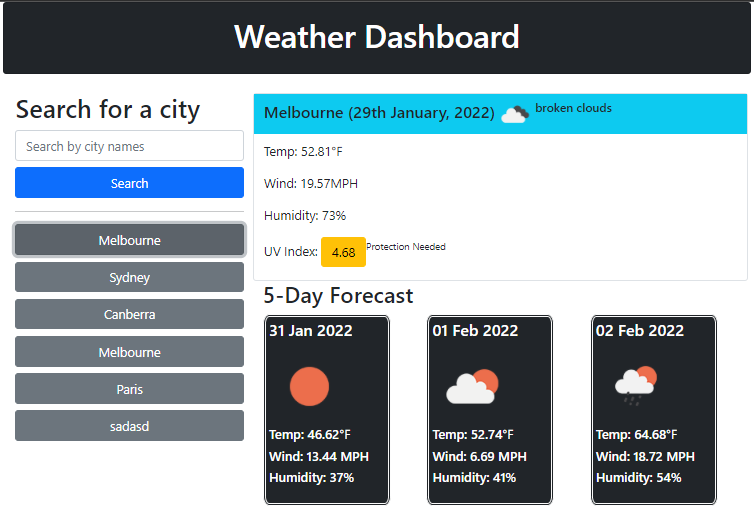 Weather Dashboard
Search for a city
Search by city names
Search
Melbourne
Sydney
Canberra
Melbourne
Paris
sadasd
Melbourne (29th January, 2022) broken clouds
Temp: 52.81°F
Wind: 19.57MPH
Humidity: 73%
UV Index: 4.68 Protection Needed
5-Day Forecast
31 Jan 2022
Temp: 46.62°F
Wind: 13.44 MPH
Humidity: 37%
01 Feb 2022
Temp: 52.74°F
Wind: 6.69 MPH
Humidity: 41%
02 Feb 2022
Temp: 64.68°F
Wind: 18.72 MPH
Humidity: 54%